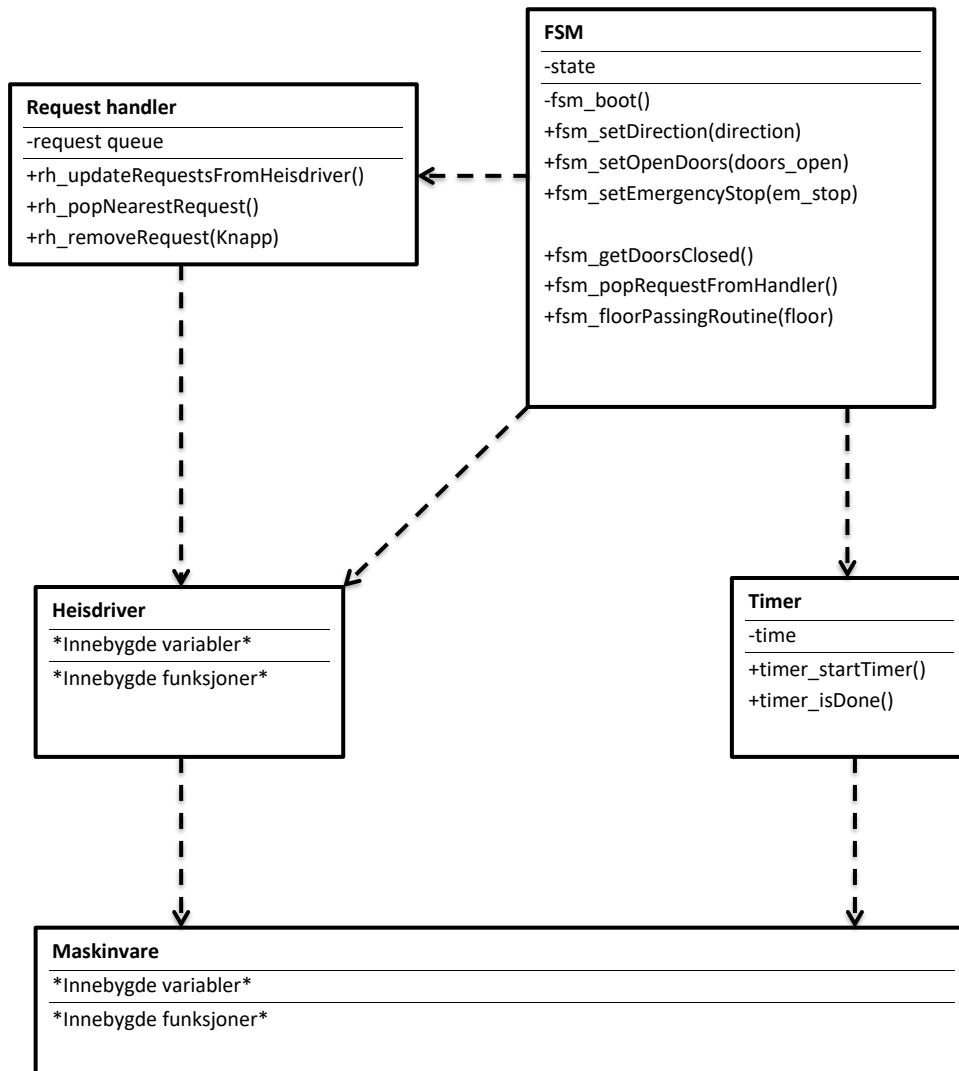 FSM
-state
-fsm_boot()
+fsm_setDirection(direction)
+fsm_setOpenDoors(doors_open)
+fsm_setEmergencyStop(em_stop)
+fsm_getDoorsClosed()
+fsm_popRequestFromHandler()
+fsm_floorPassingRoutine(floor)
Request handler
-request queue
+rh_updateRequestsFromHeisdriver()
+rh_popNearestRequest()
+rh_removeRequest(Knapp)
Heisdriver
*Innebygde variabler*
*Innebygde funksjoner*
Timer
-time
+timer_startTimer()
+timer_isDone()
Maskinvare
*Innebygde variabler*
*Innebygde funksjoner*